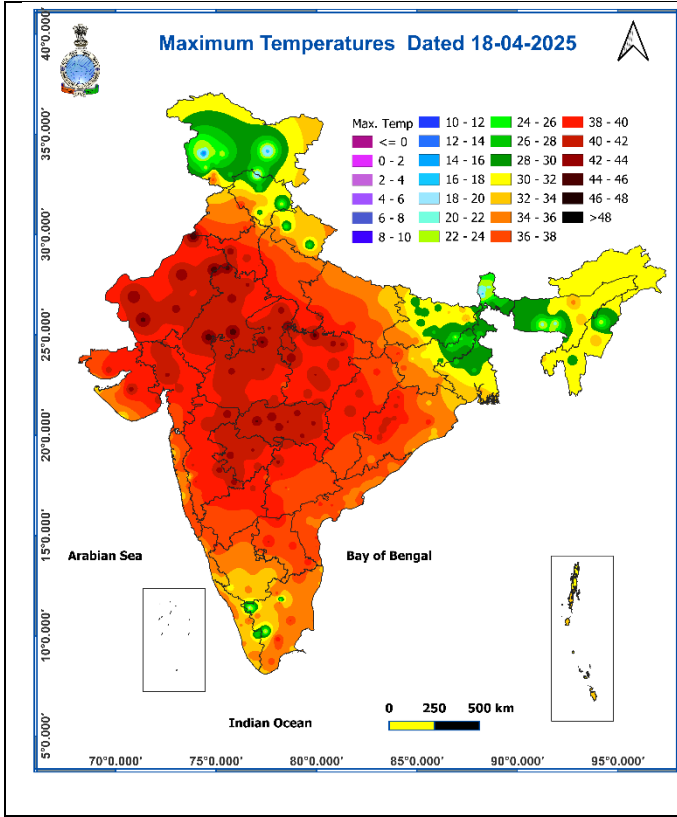 Maximum Temperatures Dated 18-04-2025
Max. Temp
<= 0
0 - 2
2 - 4
4 - 6
6 - 8
8 - 10
10 - 12
12 - 14
14 - 16
16 - 18
18 - 20
20 - 22
22 - 24
24 - 26
26 - 28
28 - 30
30 - 32
32 - 34
34 - 36
36 - 38
38 - 40
40 - 42
42 - 44
44 - 46
46 - 48
>48
40°0.000'
35°0.000'
30°0.000'
25°0.000'
20°0.000'
15°0.000'
10°0.000'
5°0.000'
Arabian Sea
Bay of Bengal
Indian Ocean
0 250 500 km
70°0.000' 75°0.000' 80°0.000' 85°0.000' 90°0.000' 95°0.000'